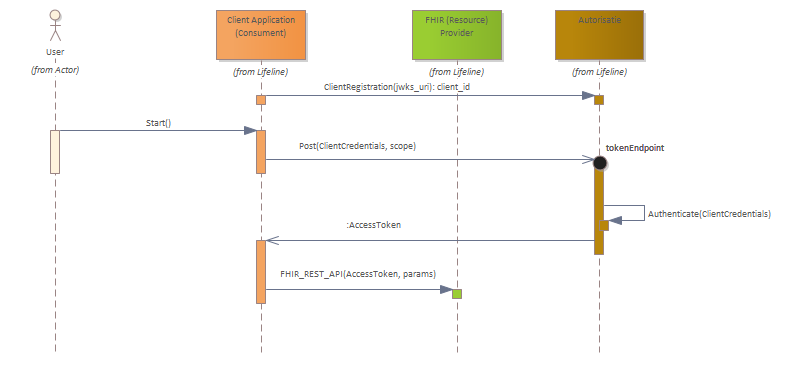 User
(from Actor)
Client Application
(Consument)
(from Lifeline)
FHIR (Resource)
Provider
(from Lifeline)
Autorisatie
(from Lifeline)
ClientRegistration(jwks_uri): client_id
Start()
Post(ClientCredentials, scope)
tokenEndpoint
Authenticate(ClientCredentials)
:AccessToken
FHIR_REST_API(AccessToken, params)